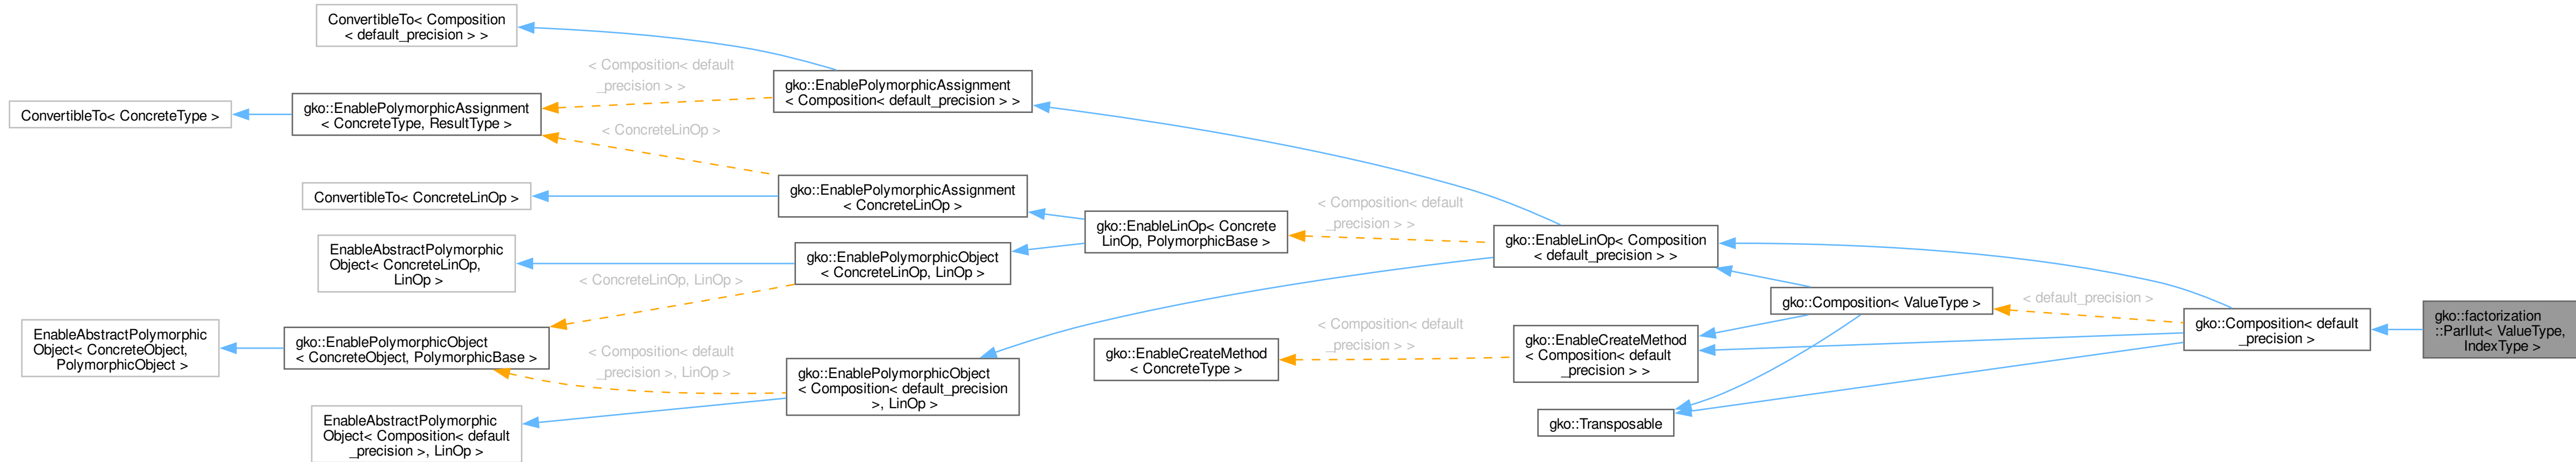 ConvertibleTo< Composition
< default_precision > >
ConvertibleTo< ConcreteType >
gko::EnablePolymorphicAssignment
< ConcreteType, ResultType >
< Composition< default
_precision > >
< ConcreteLinOp >
gko::EnablePolymorphicAssignment
< Composition< default_precision > >
ConvertibleTo< ConcreteLinOp >
gko::EnablePolymorphicAssignment
< ConcreteLinOp >
EnableAbstractPolymorphic
Object< ConcreteLinOp,
LinOp >
gko::EnablePolymorphicObject
< ConcreteLinOp, LinOp >
gko::EnableLinOp< Concrete
LinOp, PolymorphicBase >
< Composition< default
_precision > >
gko::EnableLinOp< Composition
< default_precision > >
EnableAbstractPolymorphic
Object< ConcreteObject,
PolymorphicObject >
gko::EnablePolymorphicObject
< ConcreteObject, PolymorphicBase >
< ConcreteLinOp, LinOp >
< Composition< default
_precision >, LinOp >
gko::EnablePolymorphicObject
< Composition< default_precision
>, LinOp >
EnableAbstractPolymorphic
Object< Composition< default
_precision >, LinOp >
gko::EnableCreateMethod
< ConcreteType >
< Composition< default
_precision > >
gko::EnableCreateMethod
< Composition< default
_precision > >
gko::Transposable
gko::Composition< ValueType >
< default_precision >
gko::Composition< default
_precision >
gko::factorization
::ParIlut< ValueType,
IndexType >